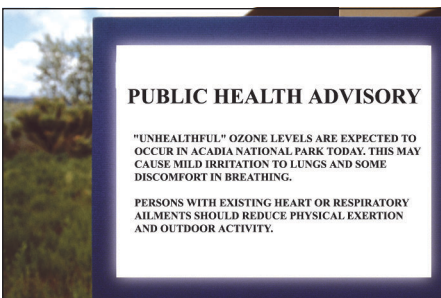 PUBLIC HEALTH ADVISORY
"UNHEALTHFUL" OZONE LEVELS ARE EXPECTED TO
OCCUR IN ACADIA NATIONAL PARK TODAY. THIS MAY
CAUSE MILD IRRITATION TO LUNGS AND SOME
DISCOMFORT IN BREATHING.
PERSONS WITH EXISTING HEART OR RESPIRATORY
AILMENTS SHOULD REDUCE PHYSICAL EXERTION
AND OUTDOOR ACTIVITY.